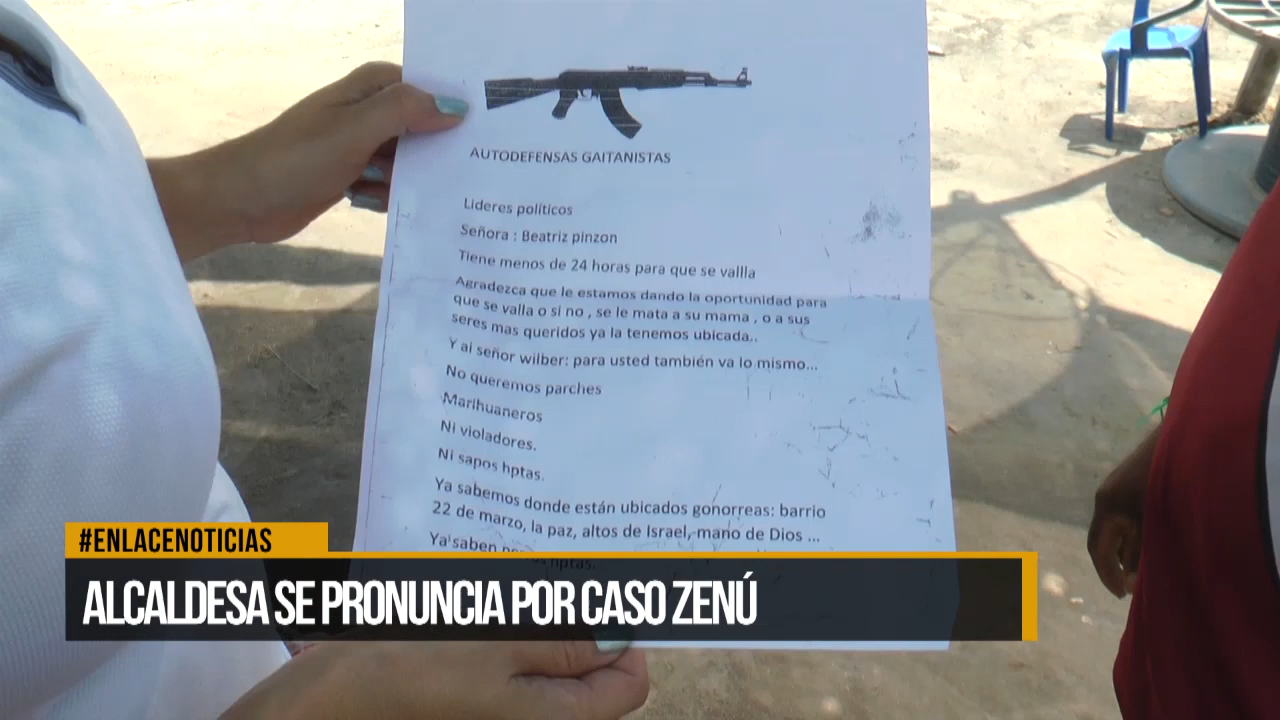 AUTODEFENSAS GAITANISTAS
Lideres políticos
Señora : Beatriz pinzon
Tiene menos de 24 horas para que se vallla
Agradezca que le estamos dando la oportunidad para
que se valla o si no , se le mata a su mama , o a sus
seres mas queridos ya la tenemos ubicada..
Y al señor wilber: para usted también va lo mismo...
No queremos parches
Marihuaneros
Ni violadores.
Ni sapos hptas.
Ya sabemos donde están ubicados gonorreas: barrio
22 de marzo, la paz, altos de Israel, mano de Dios ...
Ya saben hptas.
#ENLACENOTICIAS
ALCALDESA SE PRONUNCIA POR CASO ZENÚ